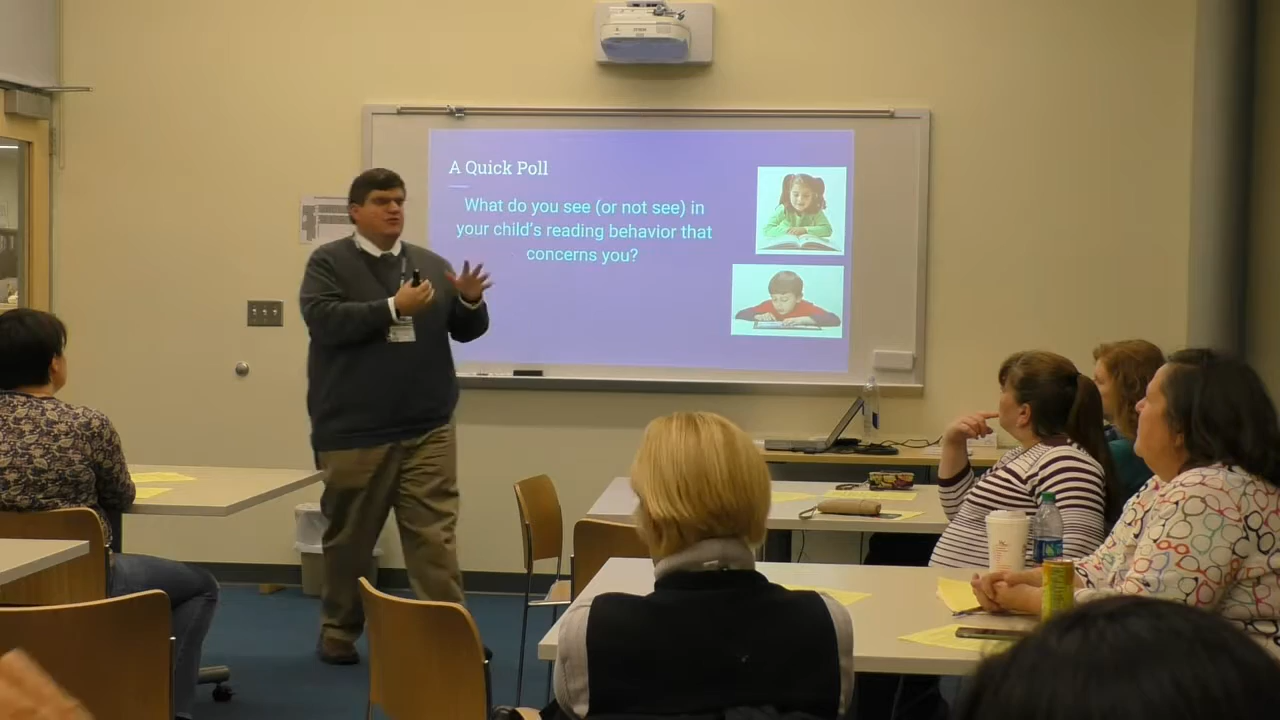 A Quick Poll
What do you see (or not see) in
your child's reading behavior that
concerns you?